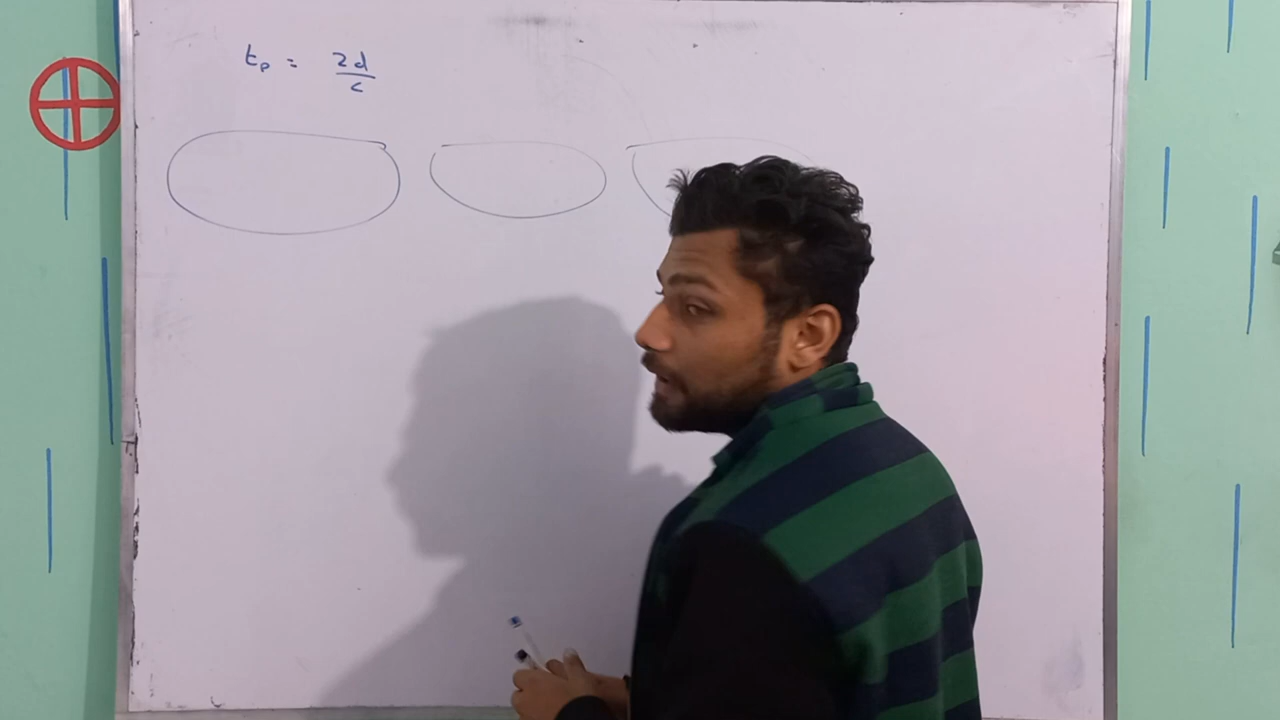 tₚ = 2d/c